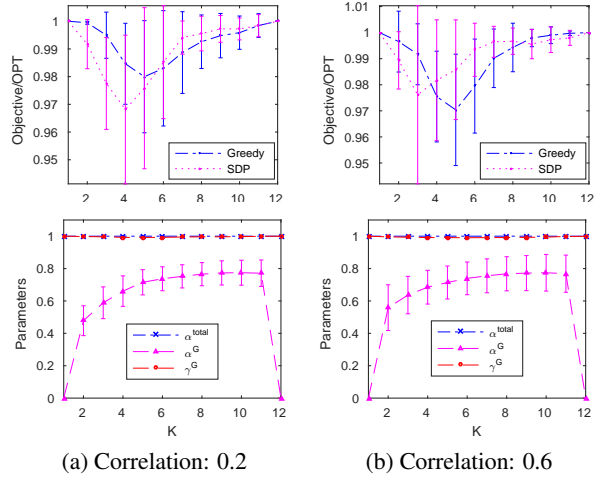 1
0.99
0.98
0.97
0.96
0.95
Objective/OPT
Greedy
SDP
2 4 6 8 10 12
1.01
1
0.99
0.98
0.97
0.96
0.95
Objective/OPT
Greedy
SDP
2 4 6 8 10 12
1
0.8
0.6
0.4
0.2
0
Parameters
α^total
α^G
γ^G
2 4 6 8 10 12
K
1
0.8
0.6
0.4
0.2
0
Parameters
α^total
α^G
γ^G
2 4 6 8 10 12
K
(a) Correlation: 0.2
(b) Correlation: 0.6